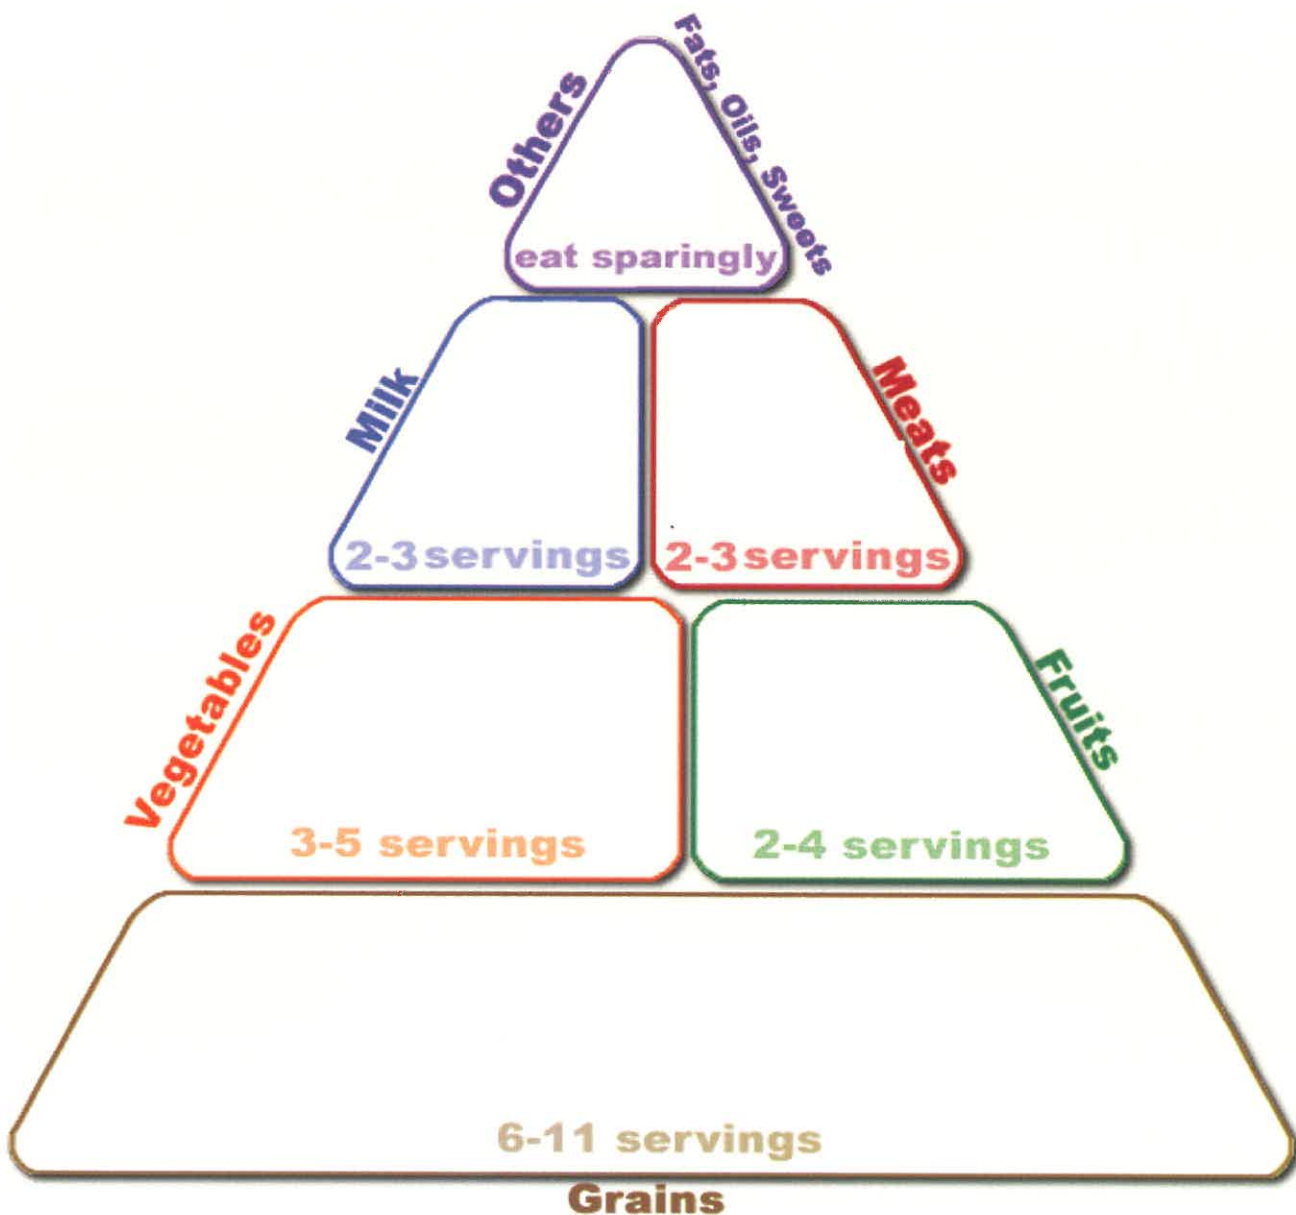 Others
Fats, Oils, Sweets
eat sparingly
Milk
Meats
2-3 servings
2-3 servings
Vegetables
Fruits
3-5 servings
2-4 servings
6-11 servings
Grains